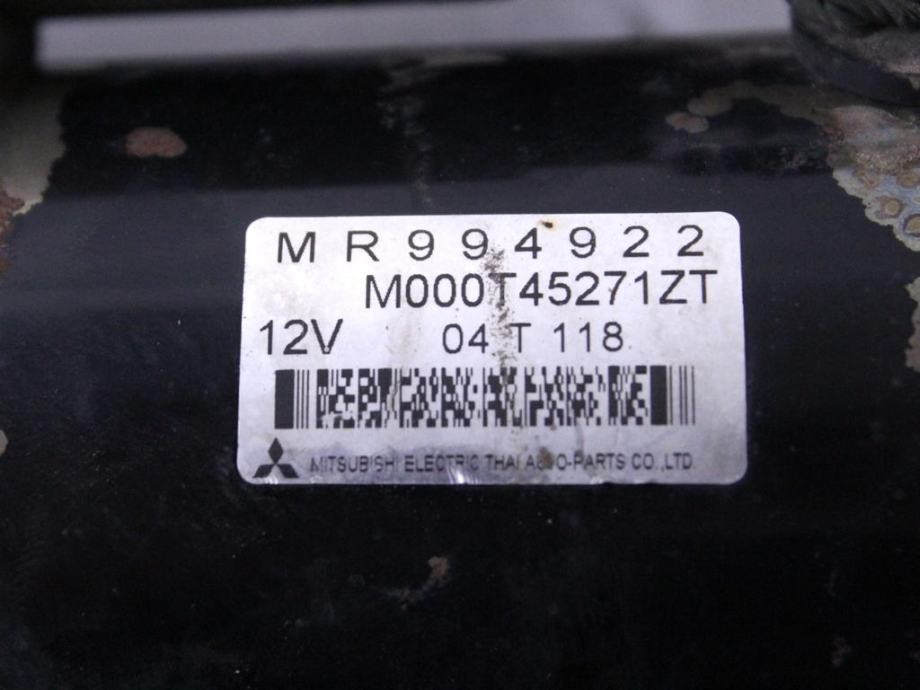 MR994922
M000T45271ZT
12V 04 T 118
MITSUBISHI ELECTRIC THAI AUTO-PARTS CO.,LTD